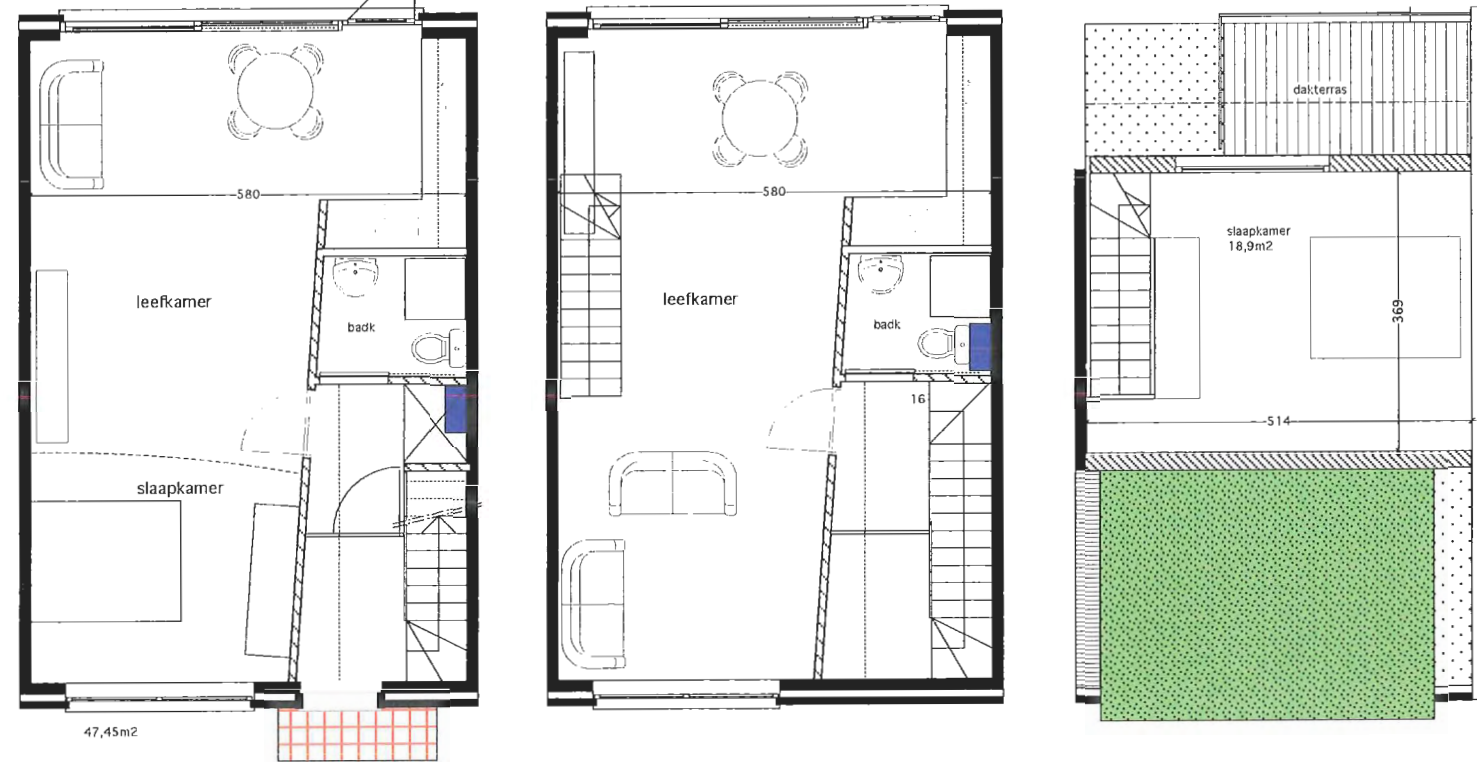 580
leefkamer
badk
slaapkamer
47,45m2
580
leefkamer
badk
16
dakterras
slaapkamer
18,9m2
369
514